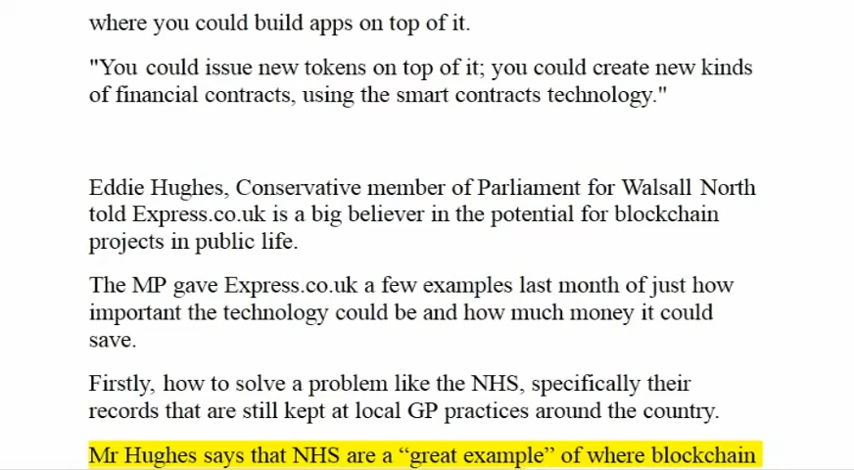 where you could build apps on top of it.
"You could issue new tokens on top of it; you could create new kinds
of financial contracts, using the smart contracts technology."
Eddie Hughes, Conservative member of Parliament for Walsall North
told Express.co.uk is a big believer in the potential for blockchain
projects in public life.
The MP gave Express.co.uk a few examples last month of just how
important the technology could be and how much money it could
save.
Firstly, how to solve a problem like the NHS, specifically their
records that are still kept at local GP practices around the country.
Mr Hughes says that NHS are a “great example” of where blockchain